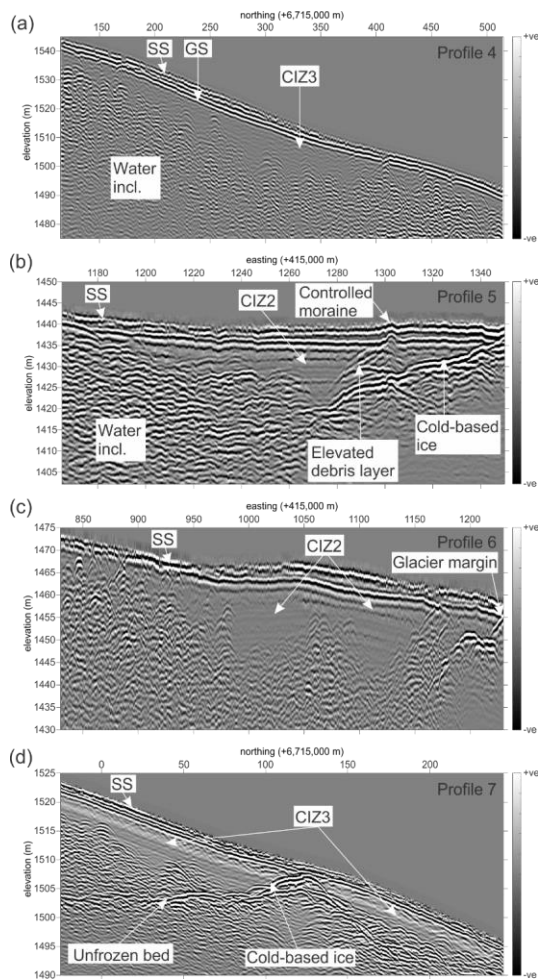 (a)
northing (+6,715,000 m)
150 200 250 300 350 400 450 500
SS GS
CIZ3
Profile 4
+ve
elevation (m)
1540
1530
1520
1510
1500
1490
1480
Water
incl.
-ve
(b)
easting (+415,000 m)
1180 1200 1220 1240 1260 1280 1300 1320 1340
SS
CIZ2
Controlled
moraine
Profile 5
+ve
elevation (m)
1450
1445
1440
1435
1430
1425
1420
1415
1410
1405
Water
incl.
Elevated
debris layer
Cold-based
ice
-ve
(c)
easting (+415,000 m)
850 900 950 1000 1050 1100 1150 1200
SS
CIZ2
Profile 6
Glacier margin
+ve
elevation (m)
1475
1470
1465
1460
1455
1450
1445
1440
1435
1430
-ve
(d)
northing (+6,715,000 m)
0 50 100 150 200
SS
CIZ3
Profile 7
+ve
elevation (m)
1525
1520
1515
1510
1505
1500
1495
1490
Unfrozen bed
Cold-based ice
-ve